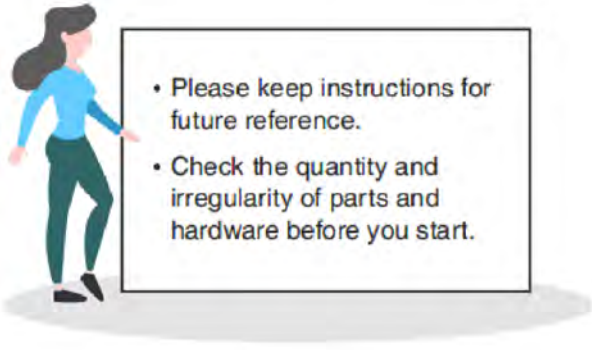 • Please keep instructions for
future reference.
• Check the quantity and
irregularity of parts and
hardware before you start.